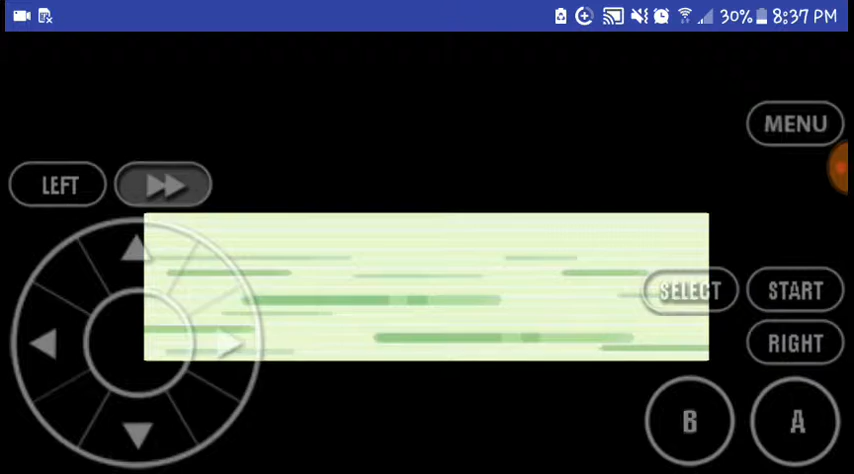 30% 8:37 PM
MENU
LEFT
SELECT
START
RIGHT
B
A